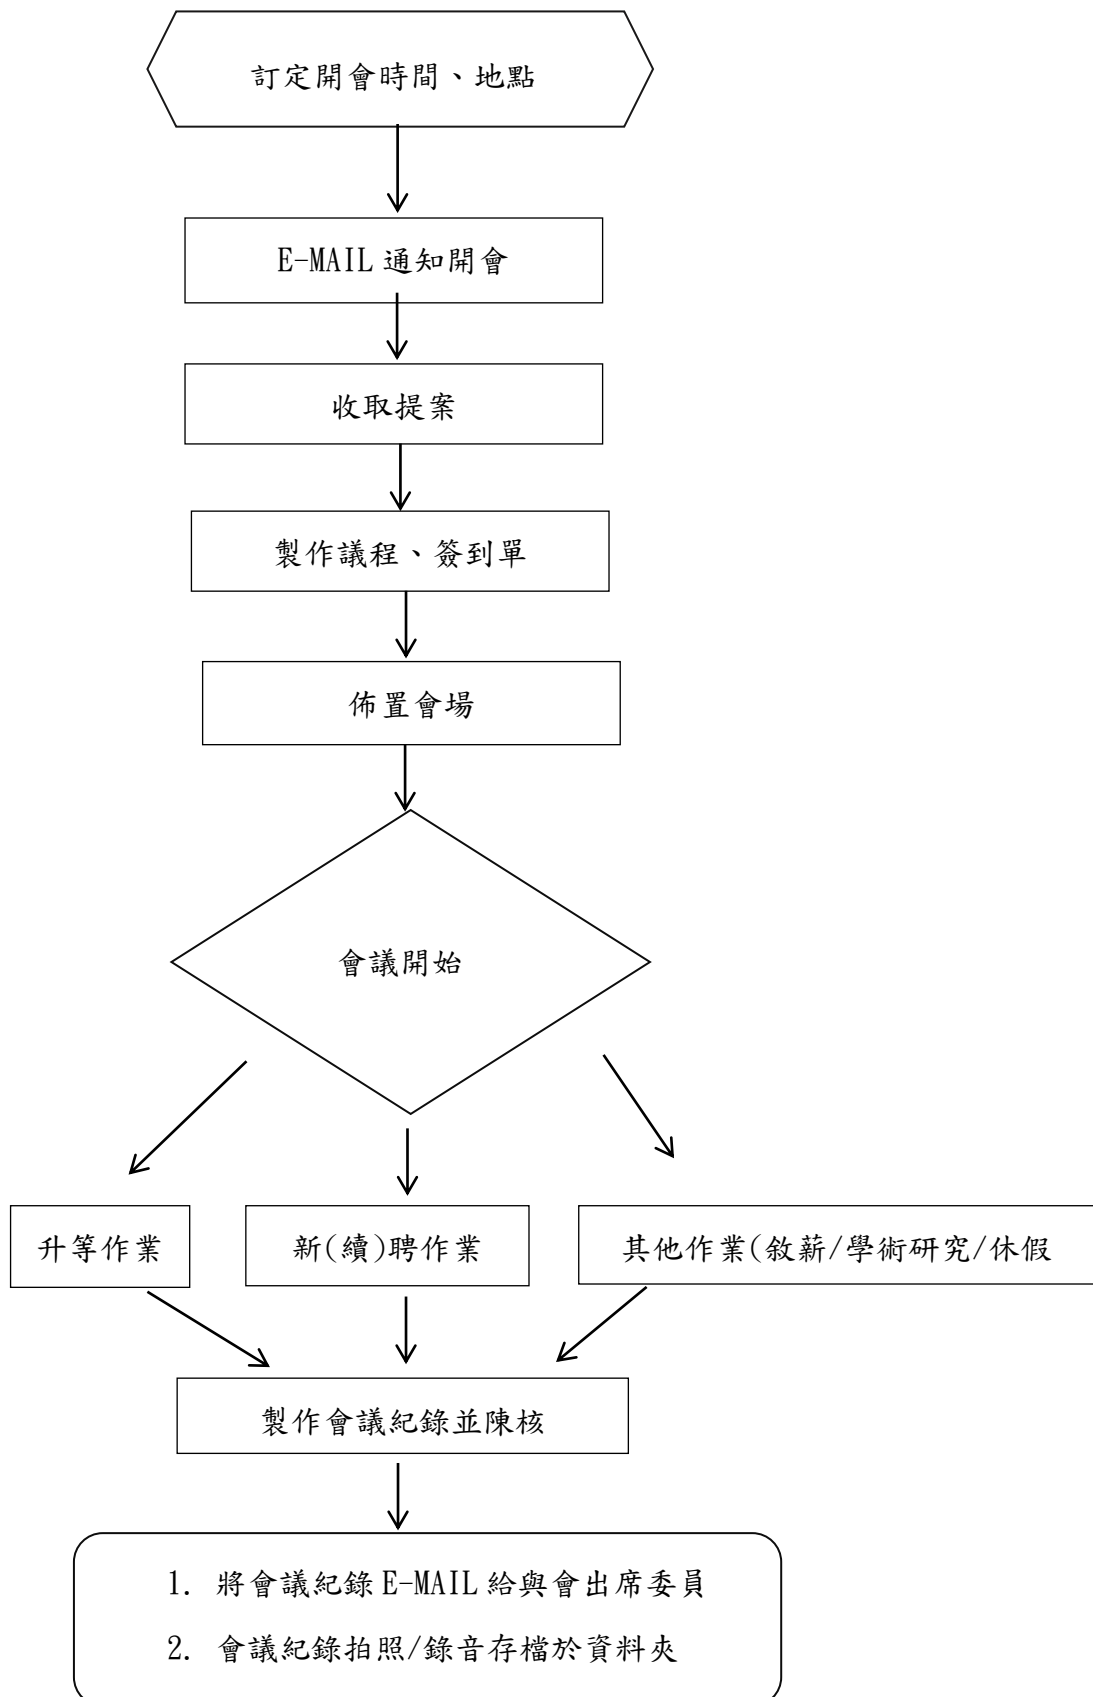 訂定開會時間、地點
E-MAIL 通知開會
收取提案
製作議程、簽到單
佈置會場
會議開始
升等作業
新(續)聘作業
其他作業(敘薪/學術研究/休假
製作會議紀錄並陳核
1. 將會議紀錄 E-MAIL 給與會出席委員
2. 會議紀錄拍照/錄音存檔於資料夾